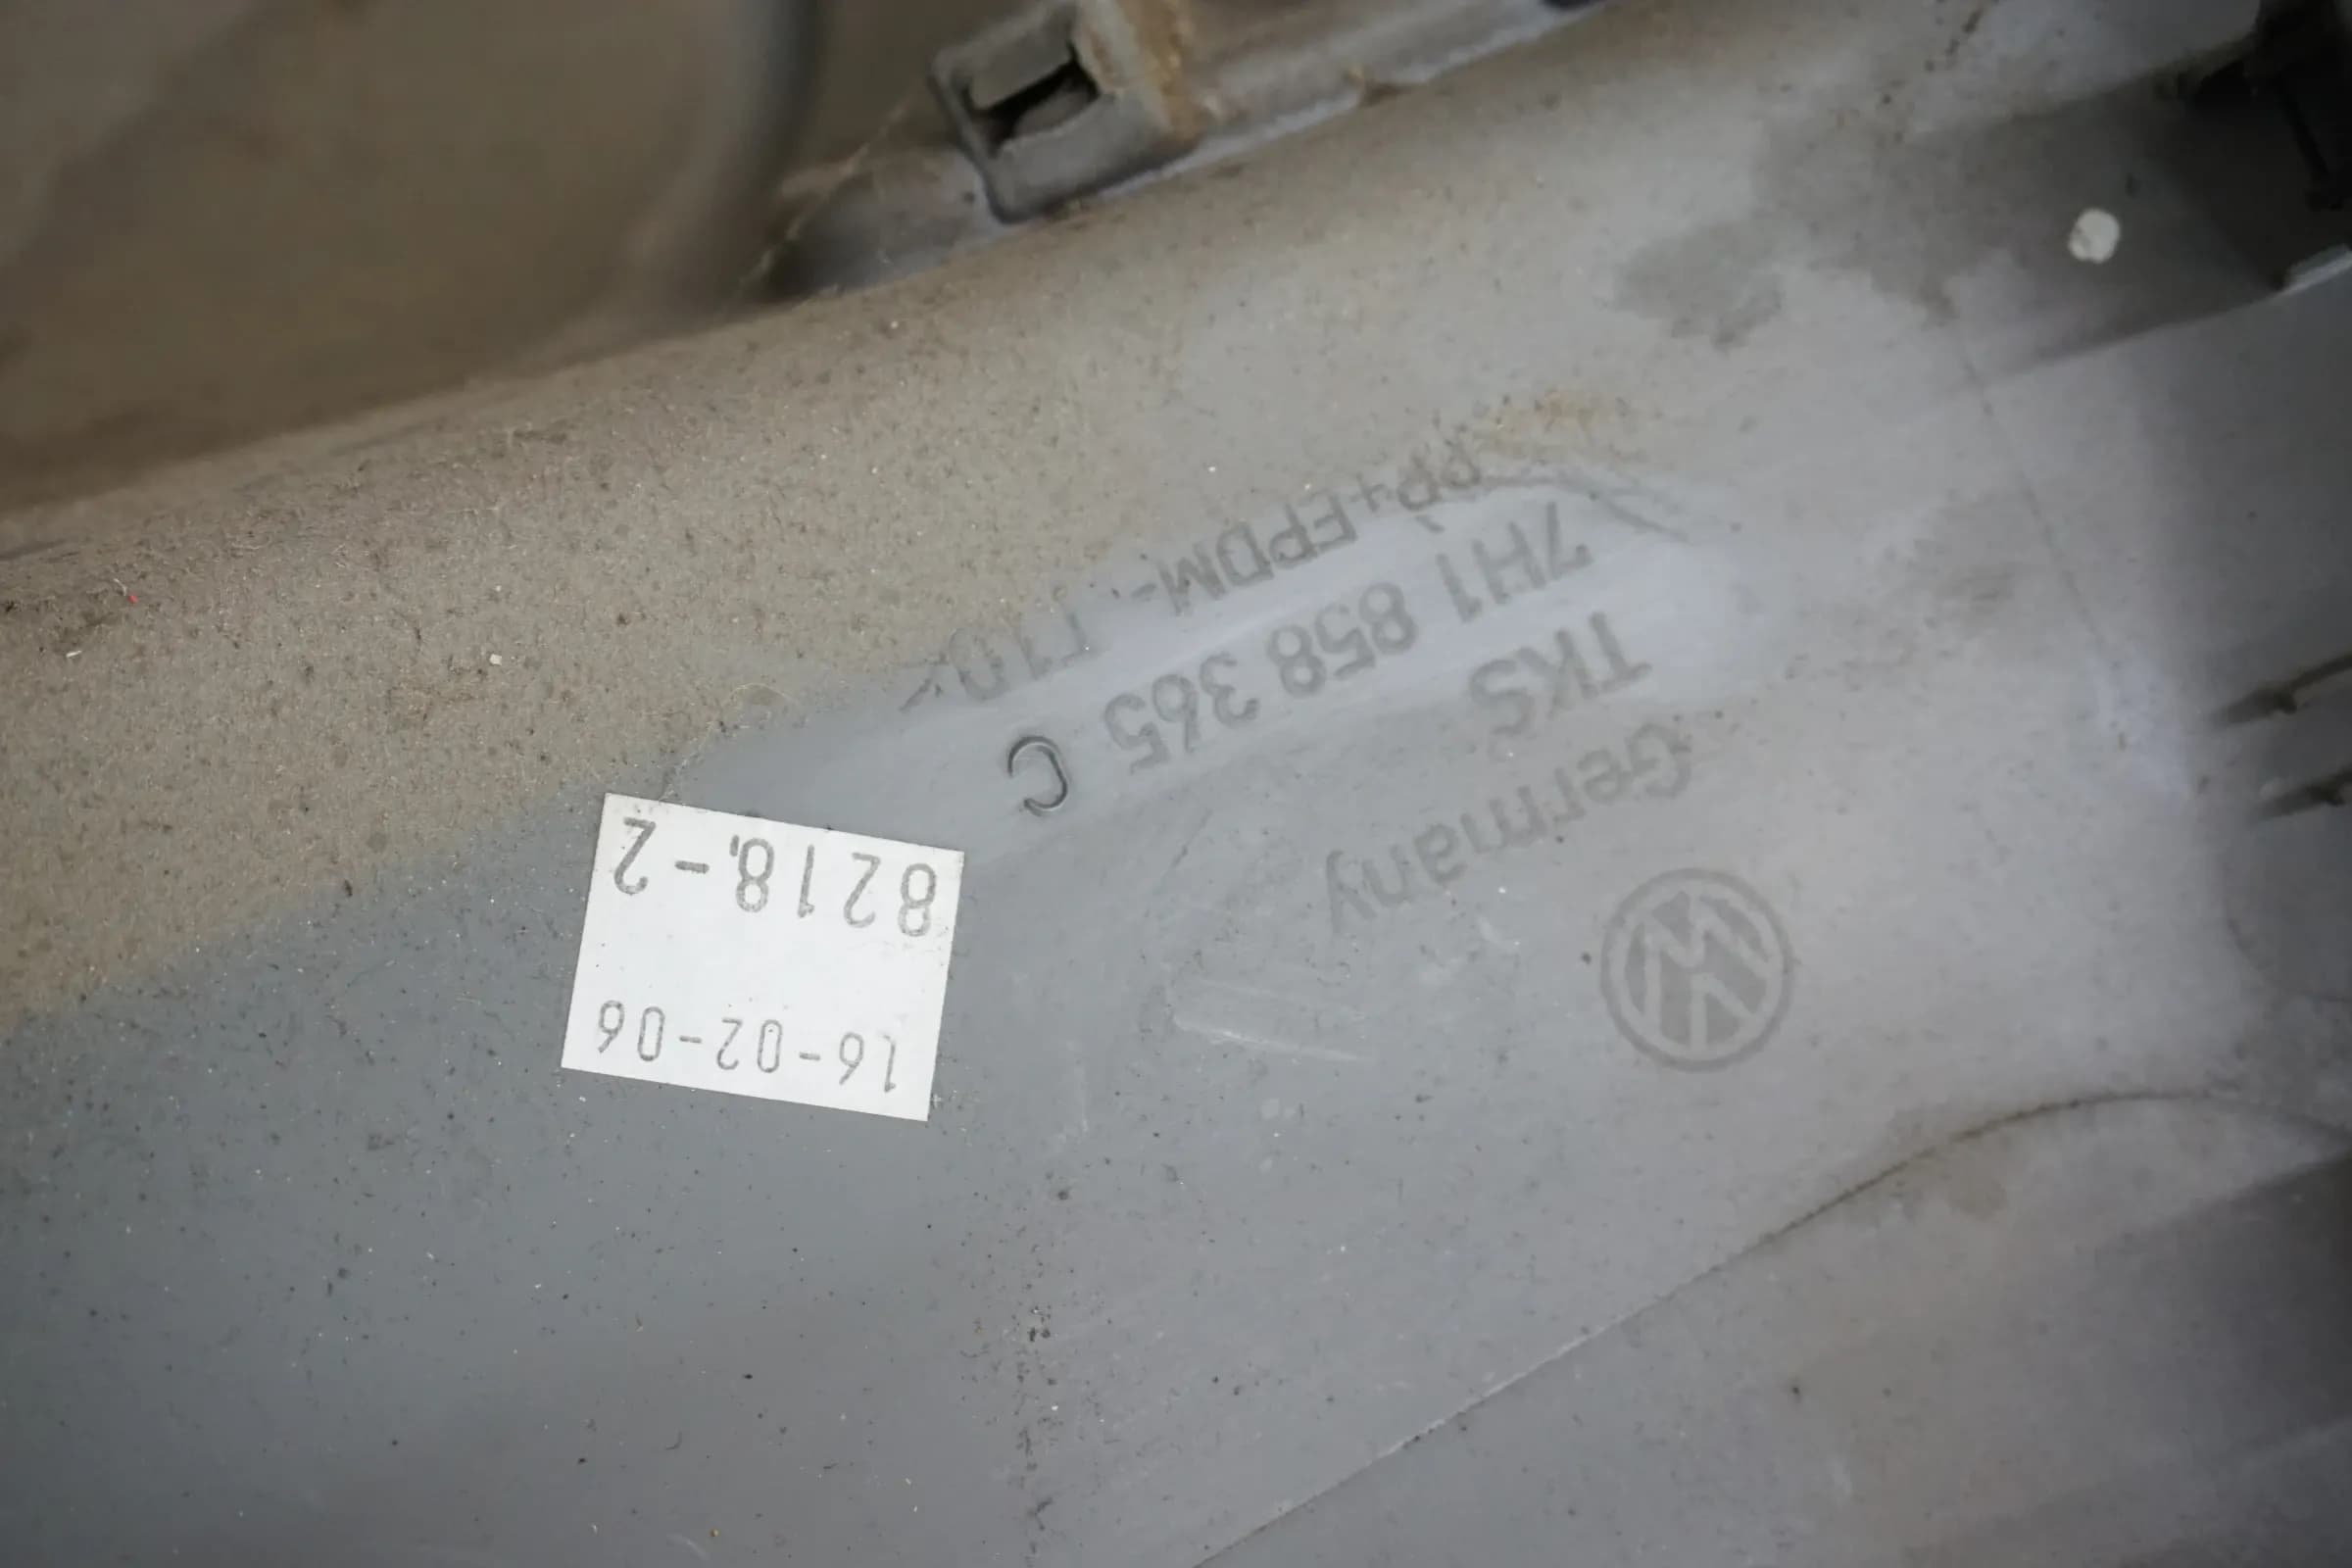 Germany
TKS
7H1 858 365 C
PP+EPDM-T10
16-02-06
8218.-2